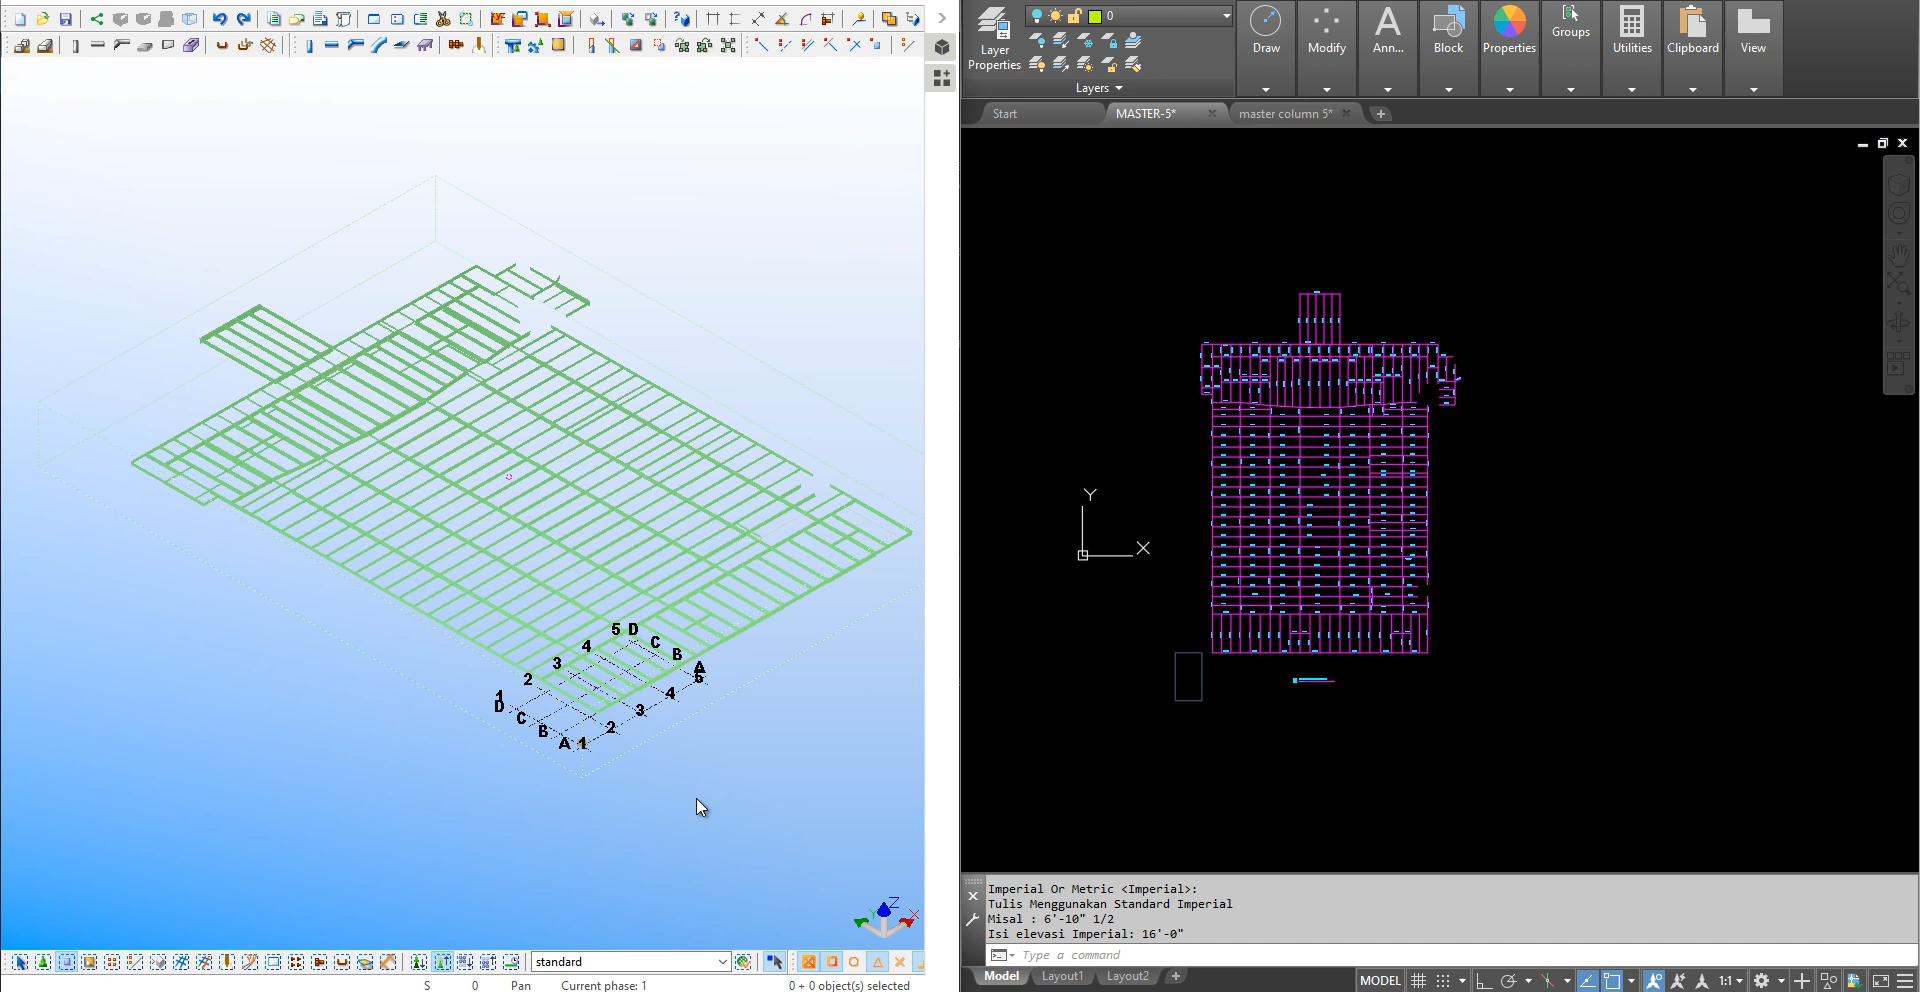 5 D
4 C
3 B
2 A
1 6
D 4
C 3
B 2
A 1
Z
Y X
standard
S 0 Pan Current phase: 1 0 + 0 object(s) selected
0
Layer
Properties
Layers
Draw
Modify
Ann...
Block
Properties
Groups
Utilities
Clipboard
View
Start
MASTER-5*
master column 5*
Y
X
Imperial Or Metric <Imperial>:
Tulis Menggunakan Standard Imperial
Misal : 6'-10" 1/2
Isi elevasi Imperial: 16'-0"
Type a command
Model Layout1 Layout2
MODEL 1:1